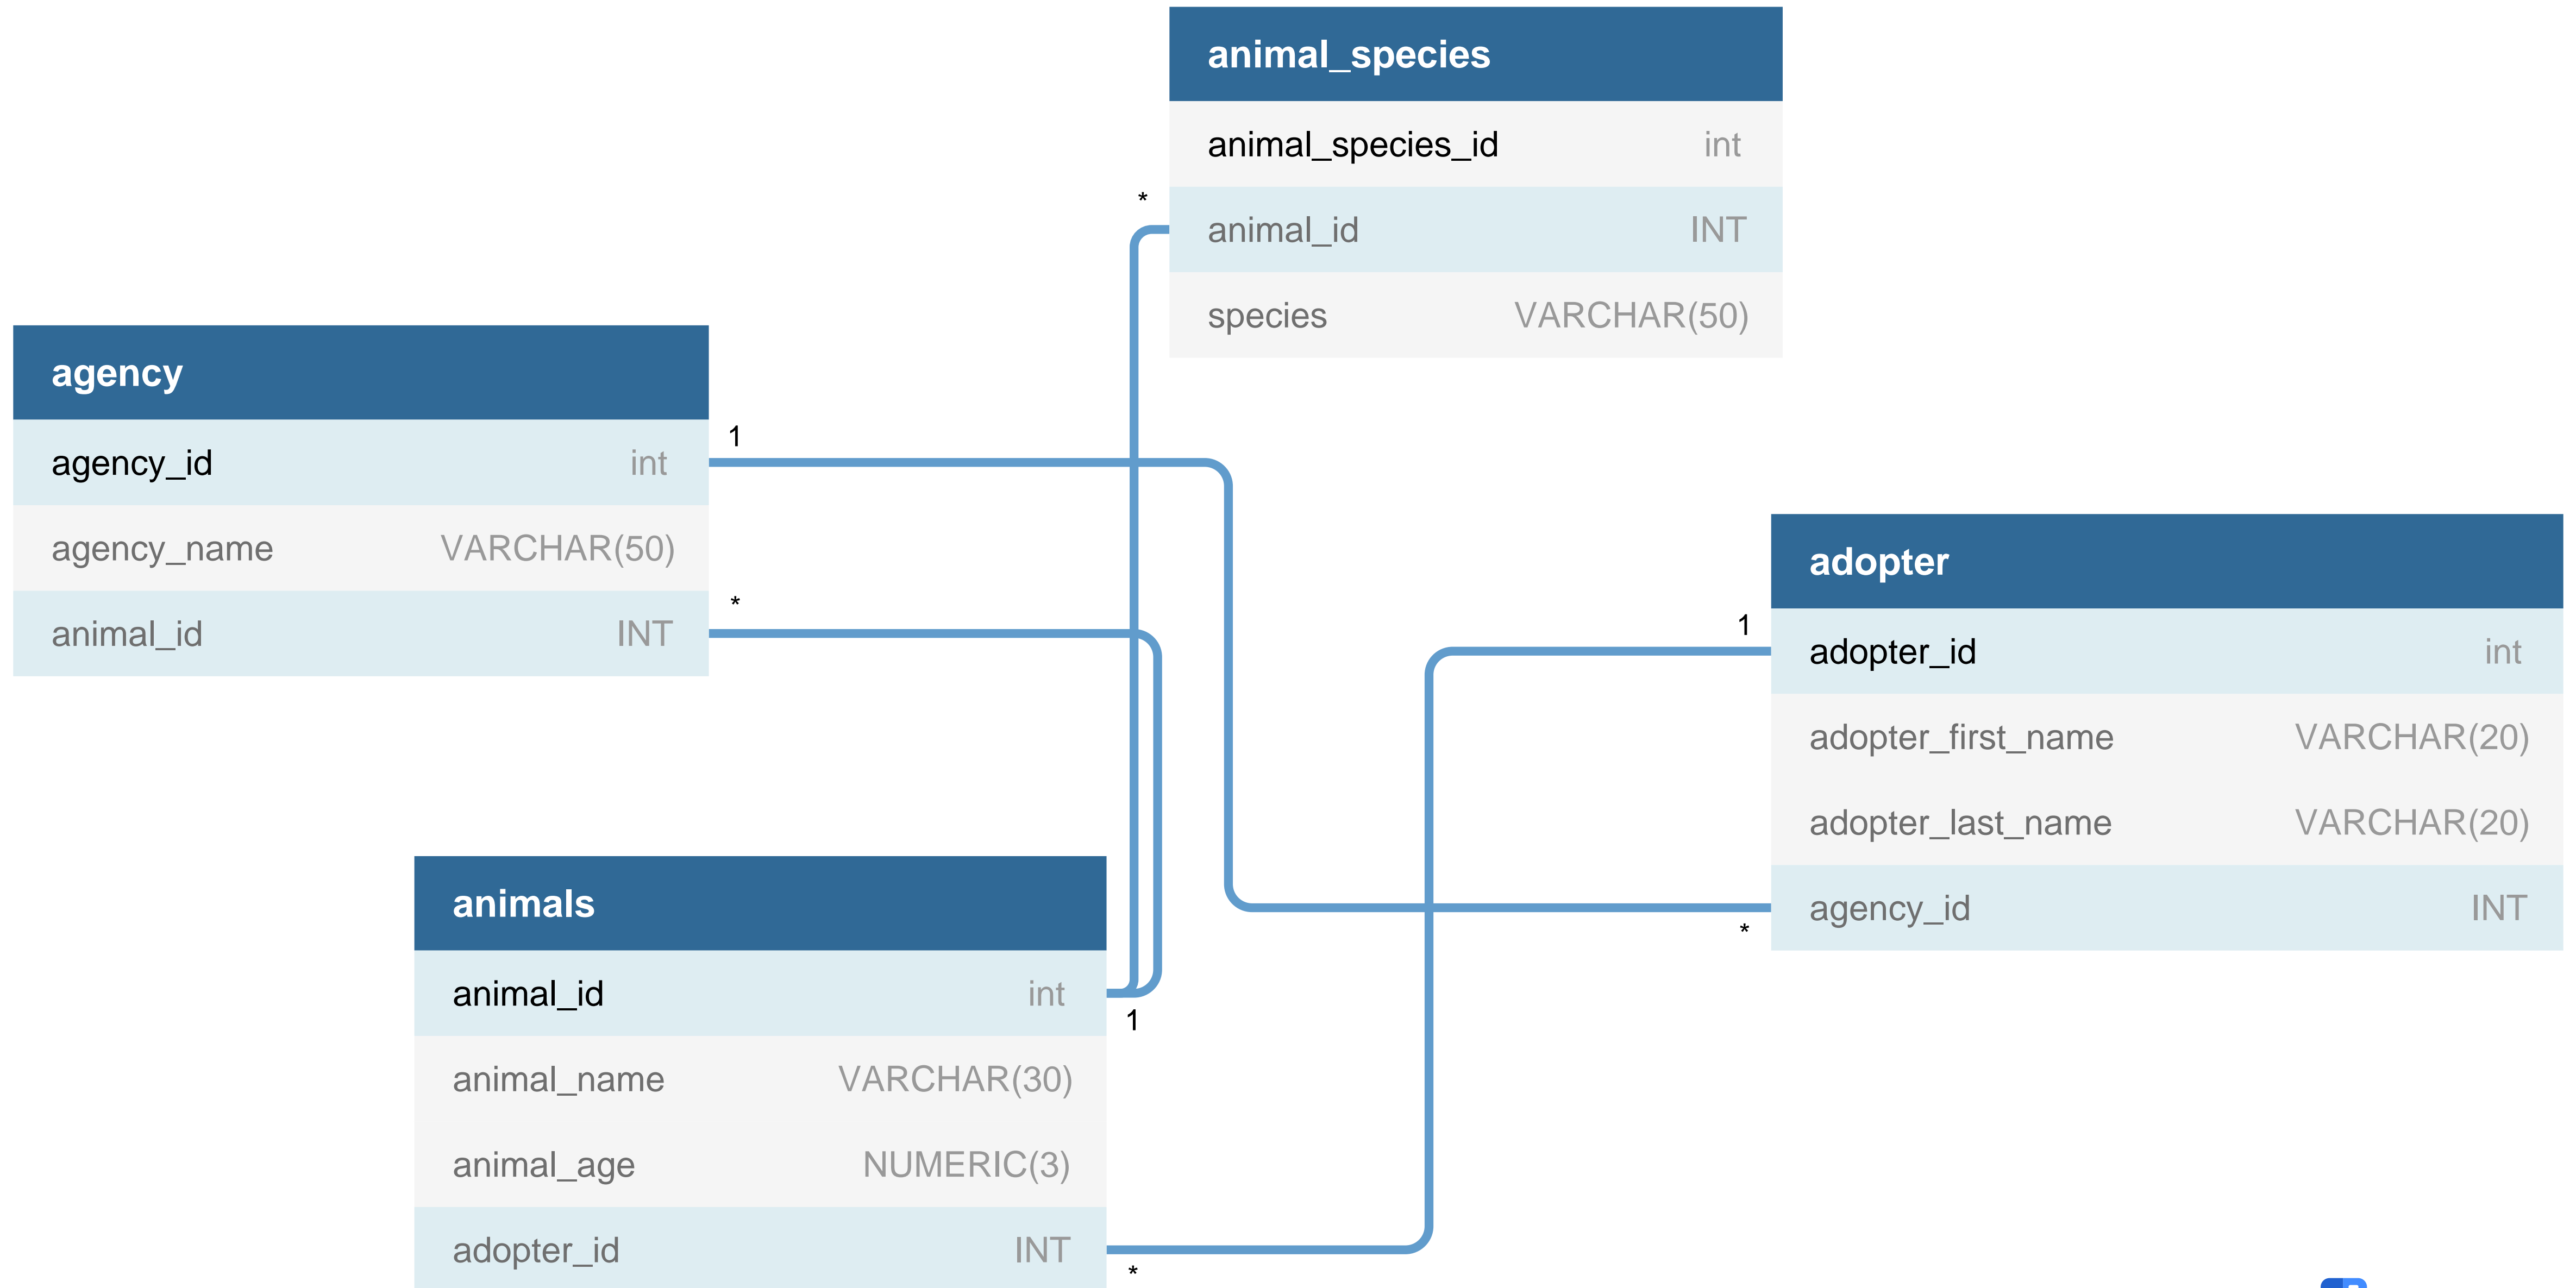 animal_species
animal_species_id int
*
animal_id INT
species VARCHAR(50)
agency
1
agency_id int
agency_name VARCHAR(50)
*
animal_id INT
adopter
1
adopter_id int
adopter_first_name VARCHAR(20)
adopter_last_name VARCHAR(20)
agency_id INT
*
animals
animal_id int
1
animal_name VARCHAR(30)
animal_age NUMERIC(3)
adopter_id INT
*